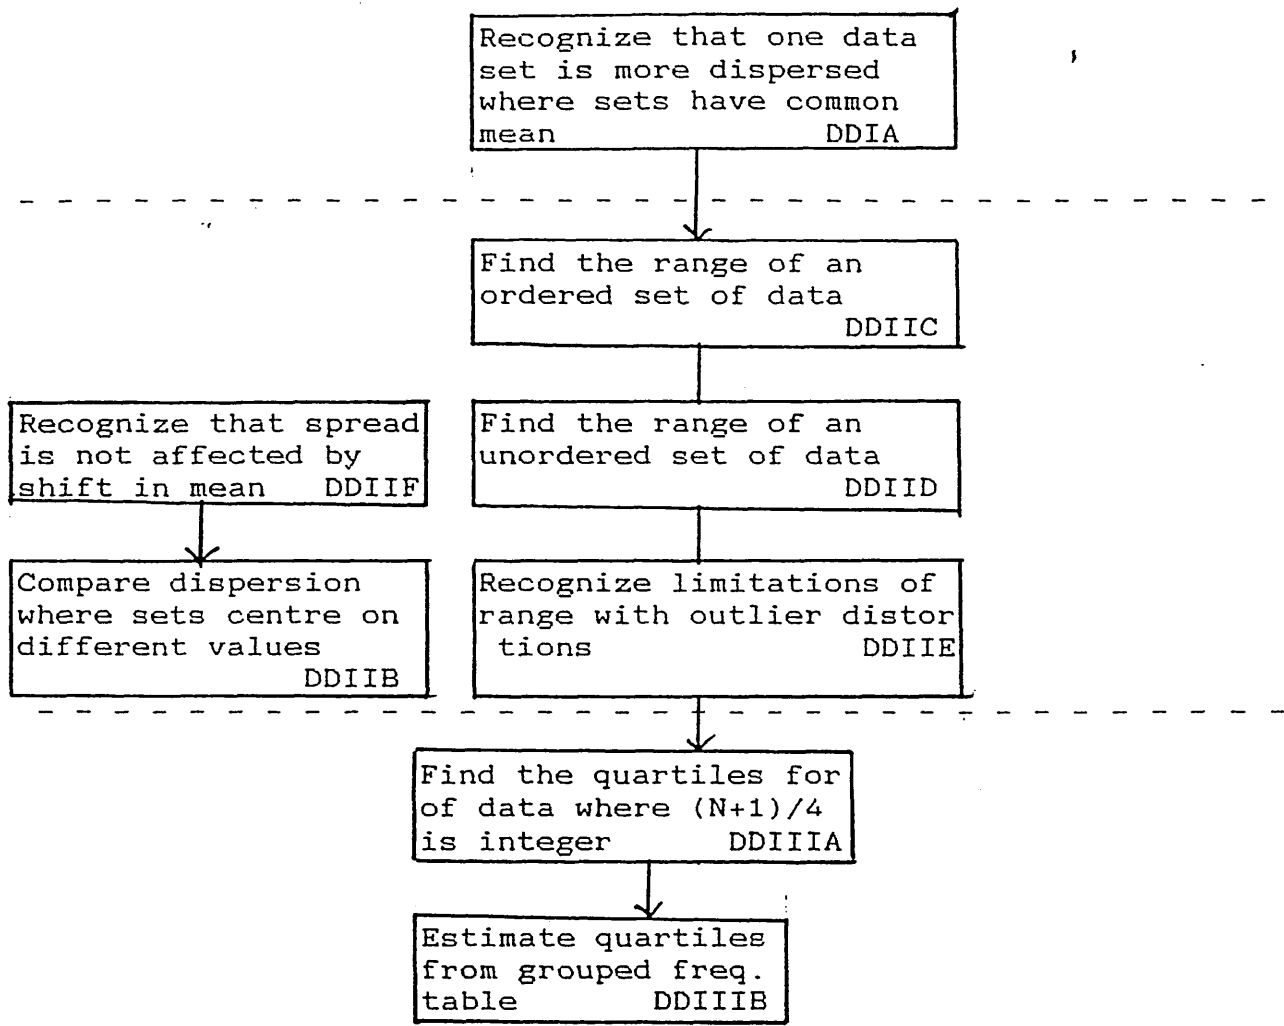 Recognize that one data
set is more dispersed
where sets have common
mean DDIA
Find the range of an
ordered set of data
DDIIC
Recognize that spread
is not affected by
shift in mean DDIIF
Find the range of an
unordered set of data
DDIID
Compare dispersion
where sets centre on
different values
DDIIB
Recognize limitations of
range with outlier distor
tions DDIIE
Find the quartiles for
of data where (N+1)/4
is integer DDIIIA
Estimate quartiles
from grouped freq.
table DDIIIB